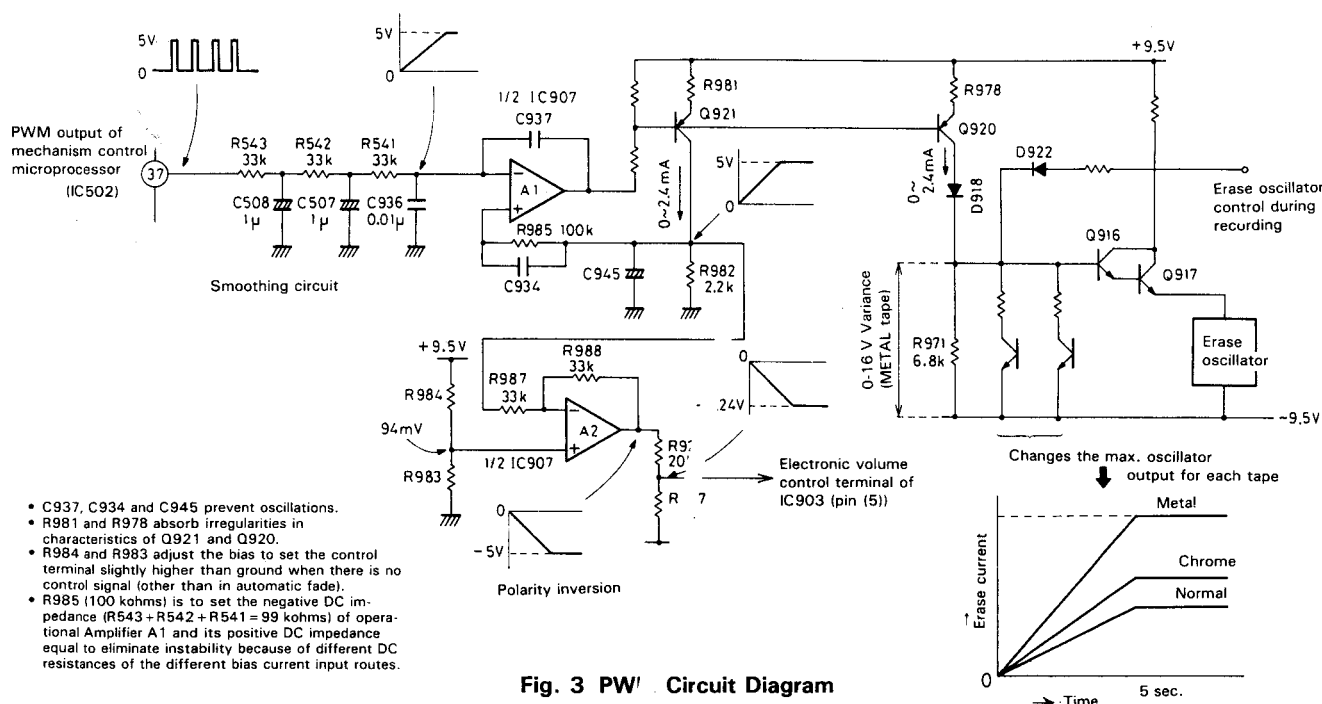 5V
0
5V
0
+9.5V
1/2 IC907
C937
R981
Q921
R978
Q920
PWM output of
mechanism control
microprocessor
(IC502)
37
R543
33k
R542
33k
R541
33k
C508
1µ
C507
1µ
C936
0.01µ
−
A1
+
0~2.4mA
5V
0
0~
2.4mA
D918
D922
Erase oscillator
control during
recording
Q916
Q917
R985 100k
C934
C945
R982
2.2k
Smoothing circuit
0-16 V Variance
(METAL tape)
R971
6.8k
Erase
oscillator
−9.5V
+9.5V
R984
94mV
R983
R987
33k
R988
33k
−
A2
+
1/2 IC907
0
.24V
20
R 7
Electronic volume
control terminal of
IC903 (pin (5))
0
−5V
Polarity inversion
Changes the max. oscillator
output for each tape
Metal
Chrome
Normal
Erase current
0
5 sec.
Time
• C937, C934 and C945 prevent oscillations.
• R981 and R978 absorb irregularities in
characteristics of Q921 and Q920.
• R984 and R983 adjust the bias to set the control
terminal slightly higher than ground when there is no
control signal (other than in automatic fade).
• R985 (100 kohms) is to set the negative DC im-
pedance (R543+R542+R541=99 kohms) of opera-
tional Amplifier A1 and its positive DC impedance
equal to eliminate instability because of different DC
resistances of the different bias current input routes.
Fig. 3 PW Circuit Diagram